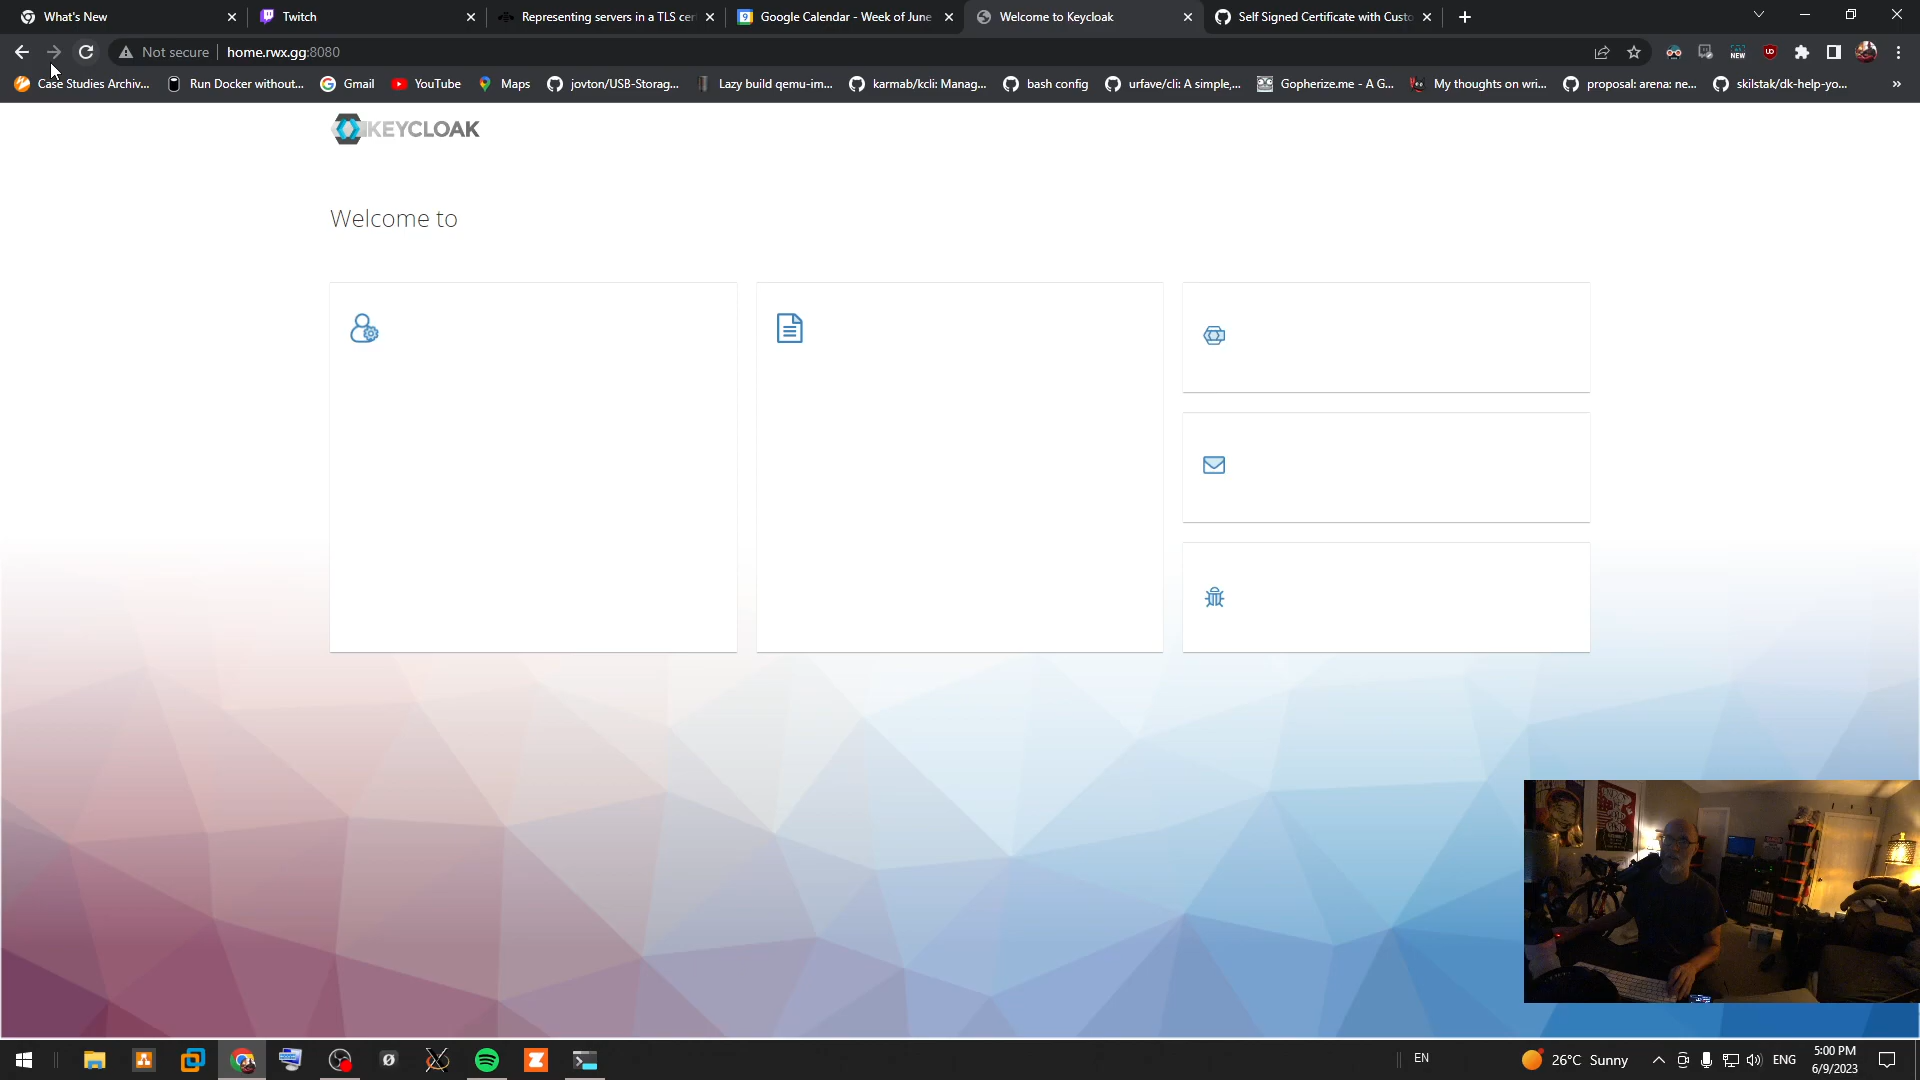 What's New
Twitch
Representing servers in a TLS cer
Google Calendar - Week of June
Welcome to Keycloak
Self Signed Certificate with Custo
Not secure
home.rwx.gg:8080
NEW
Case Studies Archiv...
Run Docker without...
Gmail
YouTube
Maps
jovton/USB-Storag...
Lazy build qemu-im...
karmab/kcli: Manag...
bash config
urfave/cli: A simple,...
Gopherize.me - A G...
My thoughts on wri...
proposal: arena: ne...
skilstak/dk-help-yo...
»
KEYCLOAK
Welcome to
EN
26°C Sunny
ENG
5:00 PM
6/9/2023